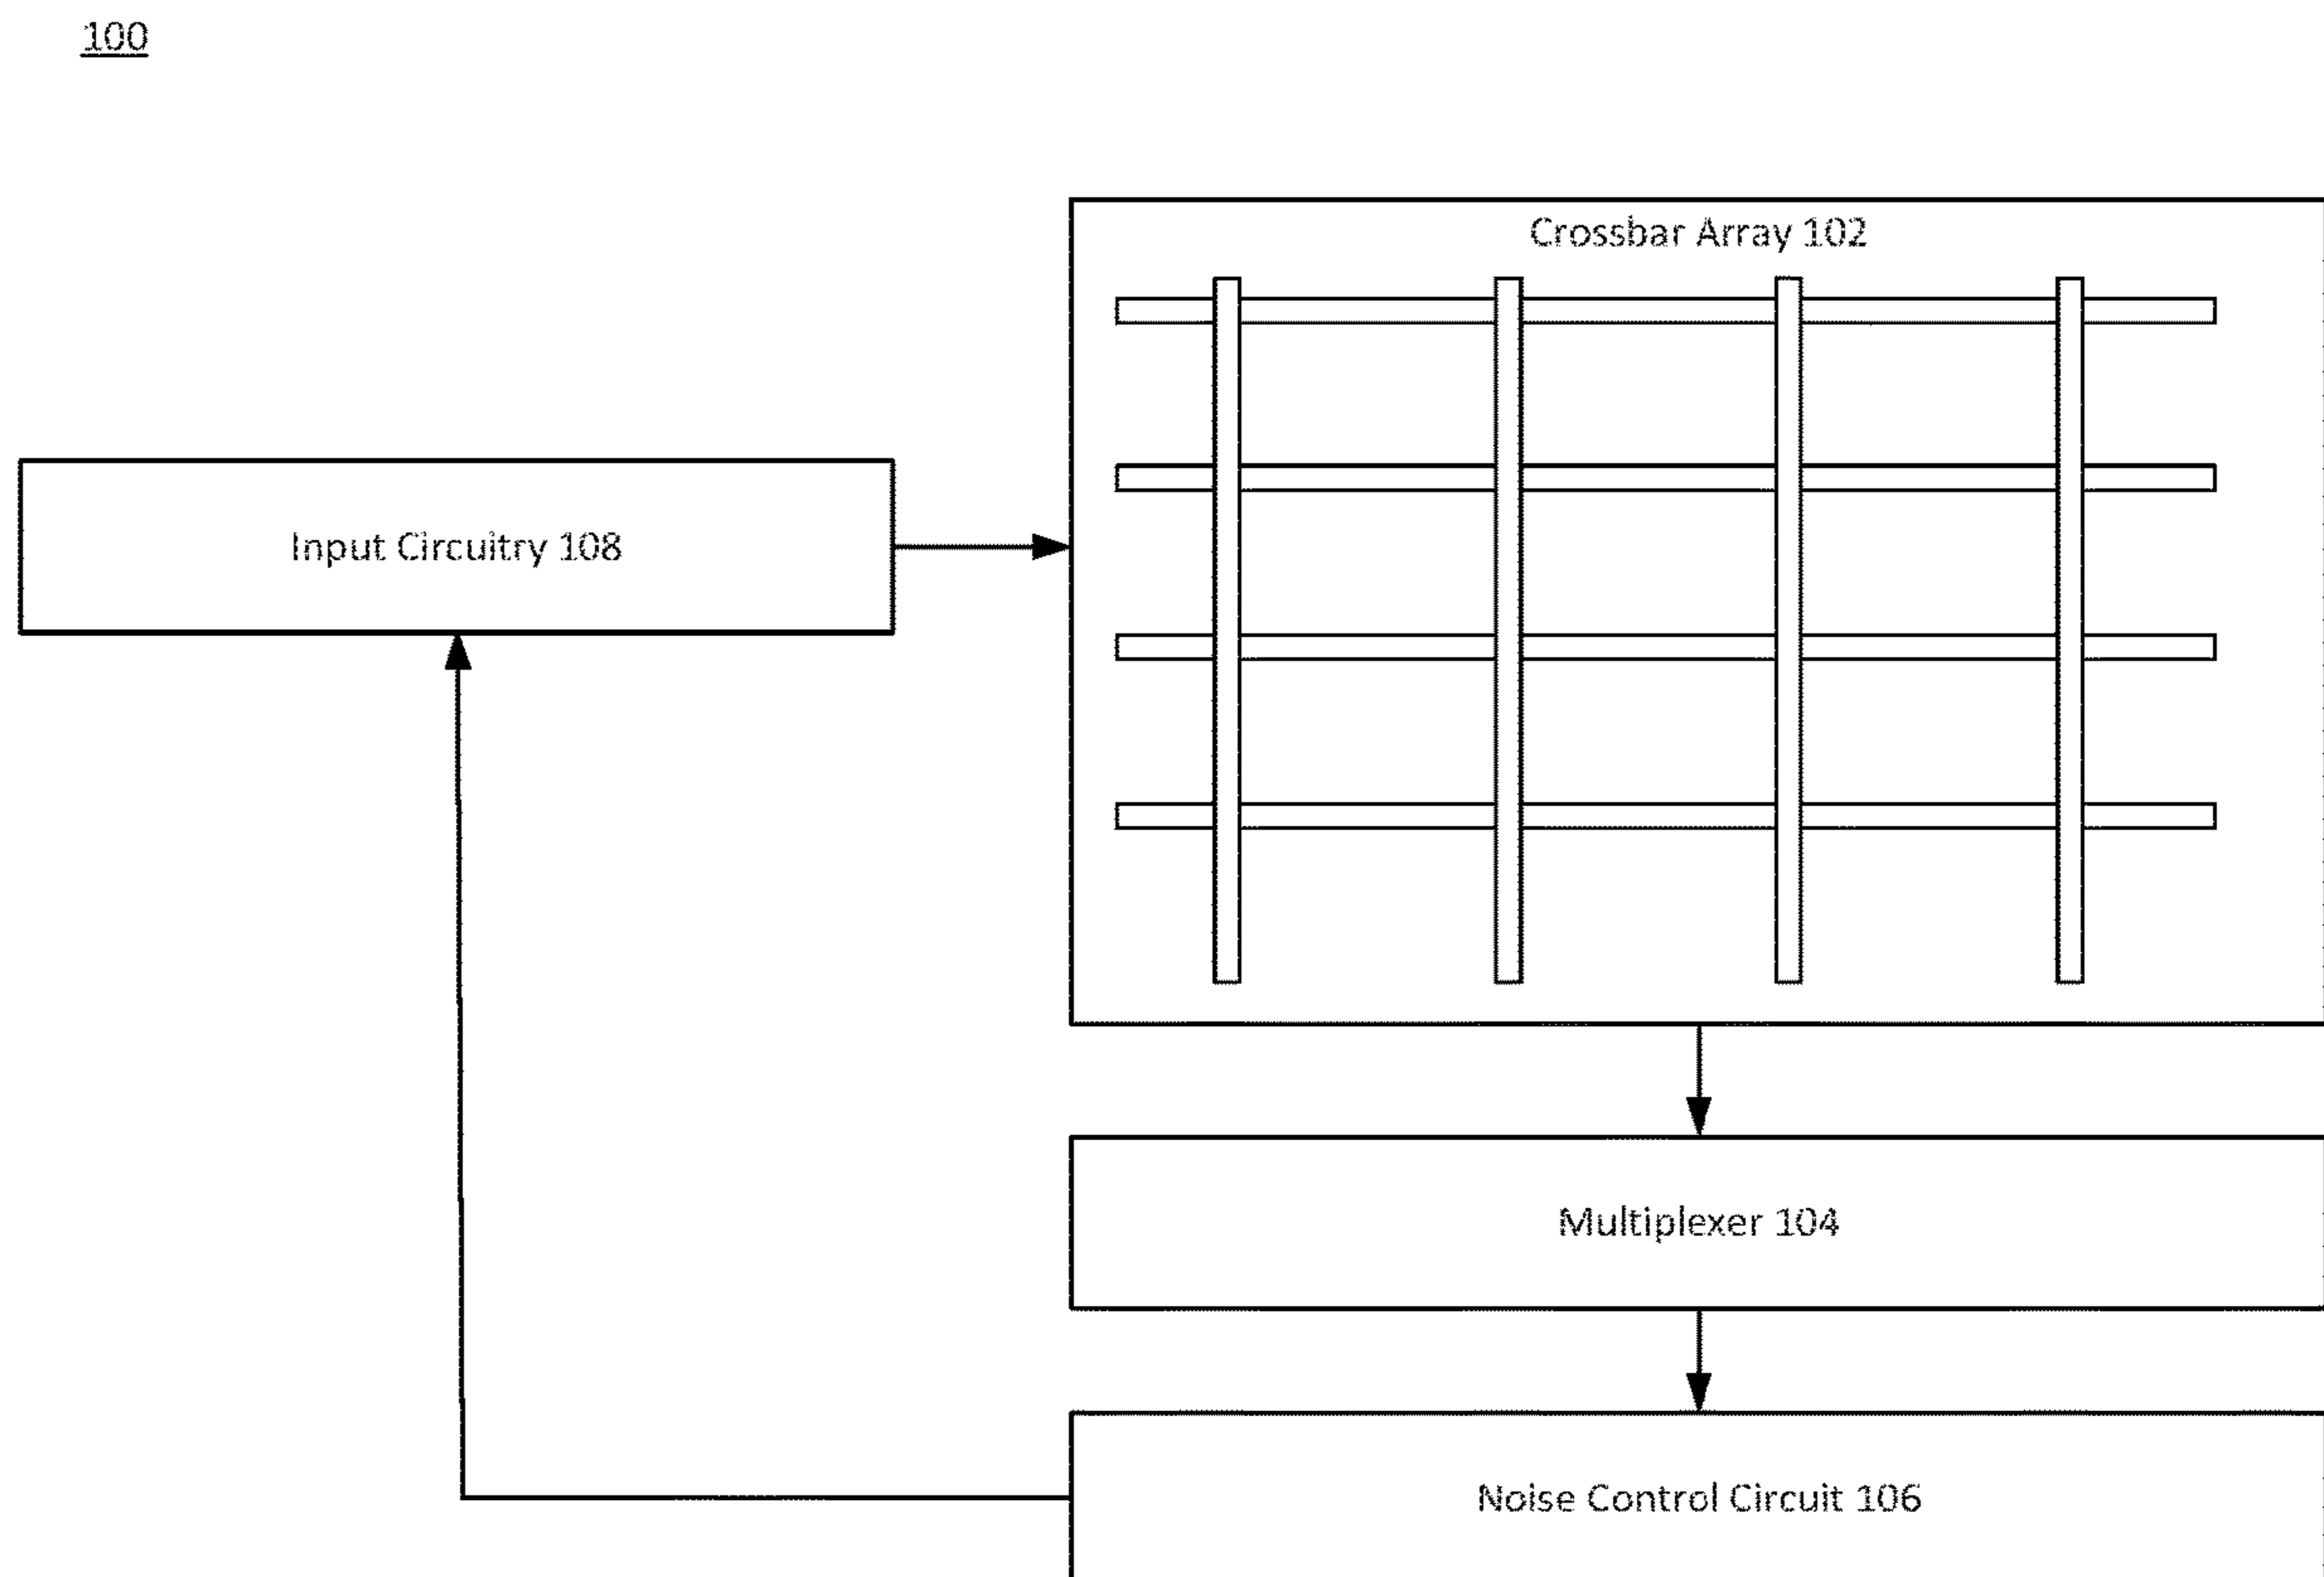 100
Crossbar Array 102
Input Circuitry 108
Multiplexer 104
Noise Control Circuit 106